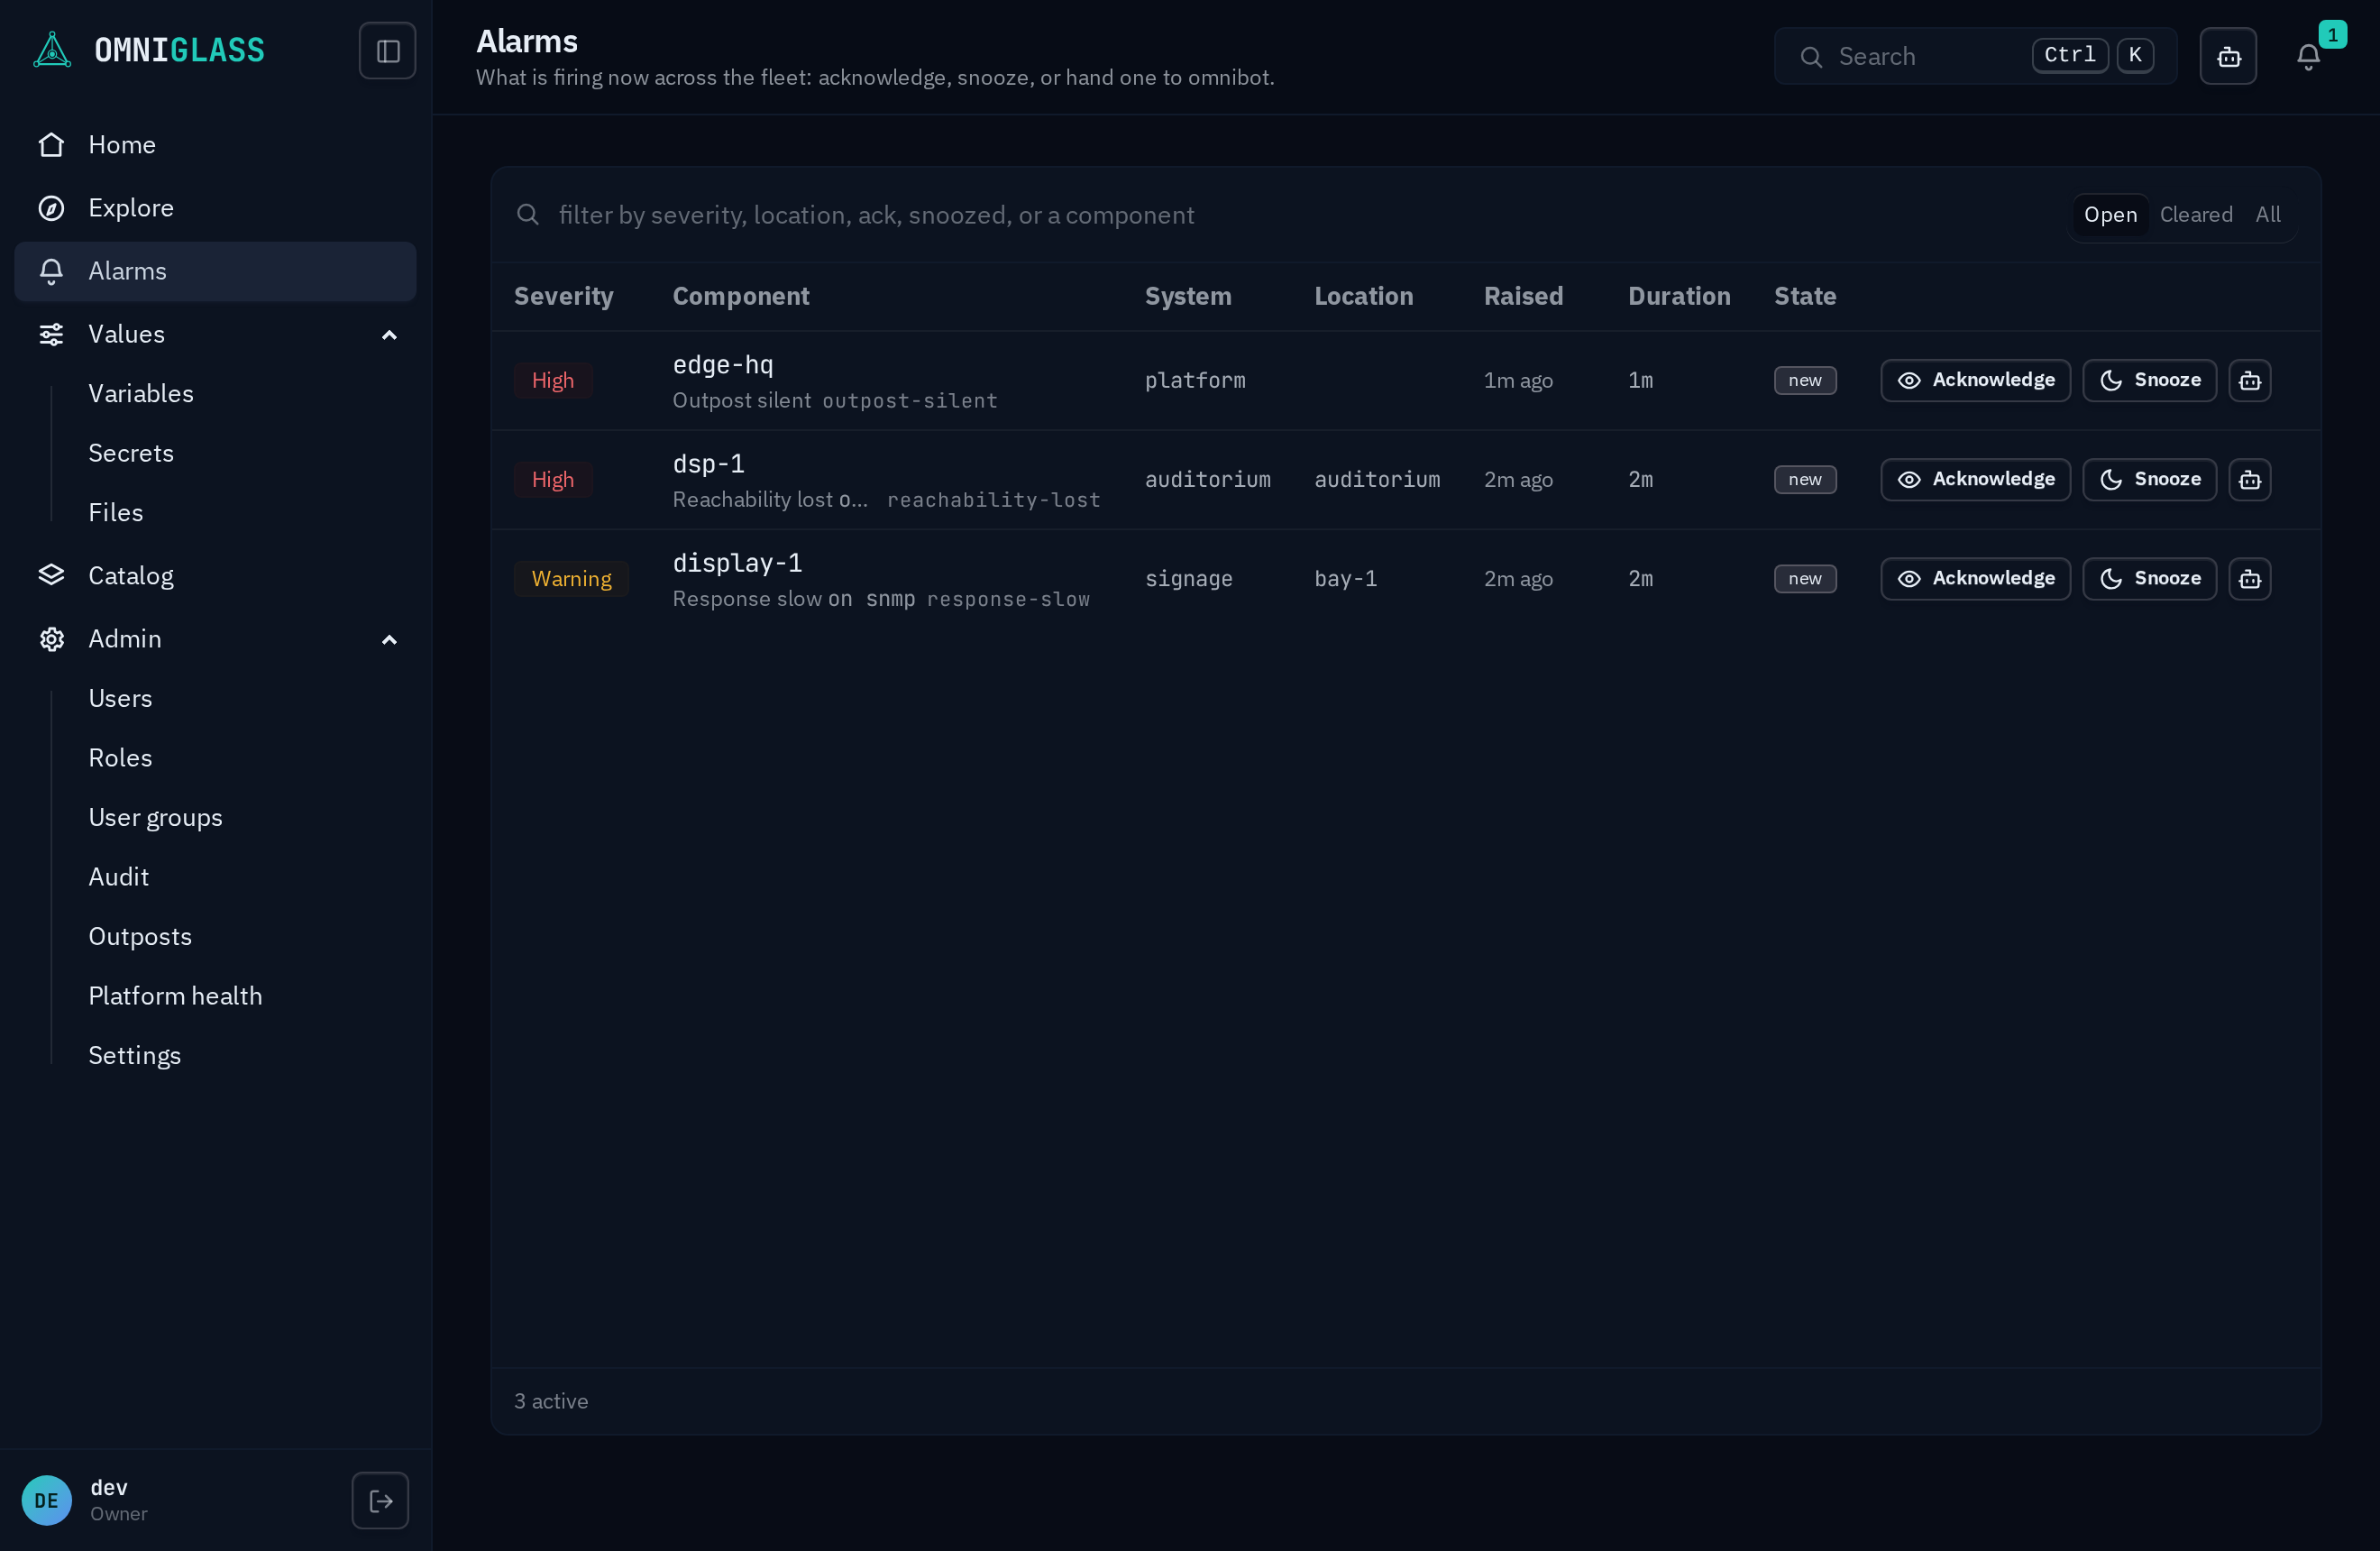 OMNIGLASS
Home
Explore
Alarms
Values
Variables
Secrets
Files
Catalog
Admin
Users
Roles
User groups
Audit
Outposts
Platform health
Settings
DE
dev
Owner
Alarms
What is firing now across the fleet: acknowledge, snooze, or hand one to omnibot.
Search Ctrl K
1
filter by severity, location, ack, snoozed, or a component
Open Cleared All
Severity Component System Location Raised Duration State
High edge-hq platform 1m ago 1m new Acknowledge Snooze
Outpost silent outpost-silent
High dsp-1 auditorium auditorium 2m ago 2m new Acknowledge Snooze
Reachability lost o... reachability-lost
Warning display-1 signage bay-1 2m ago 2m new Acknowledge Snooze
Response slow on snmp response-slow
3 active